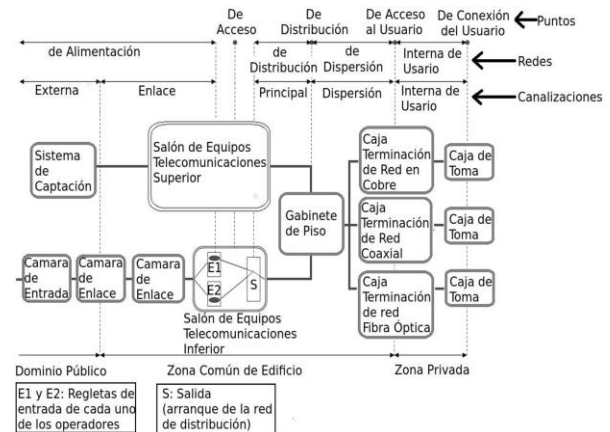 De
Acceso
De
Distribución
De Acceso
al Usuario
De Conexión
del Usuario
Puntos
de Alimentación
de
Distribución
de
Dispersión
Interna de
Usario
Redes
Externa
Enlace
Principal
Dispersión
Interna de
Usario
Canalizaciones
Sistema
de
Captación
Salón de Equipos
Telecomunicaciones
Superior
Gabinete
de Piso
Caja
Terminación
de Red en
Cobre
Caja de
Toma
Caja
Terminación
de Red
Coaxial
Caja de
Toma
Caja
Terminación
de red
Fibra Óptica
Caja de
Toma
Camara
de
Entrada
Camara
de
Enlace
Camara
de
Enlace
E1
E2
S
Salón de Equipos
Telecomunicaciones
Inferior
Dominio Público
Zona Común de Edificio
Zona Privada
E1 y E2: Regletas de
entrada de cada uno
de los operadores
S: Salida
(arranque de la red
de distribución)